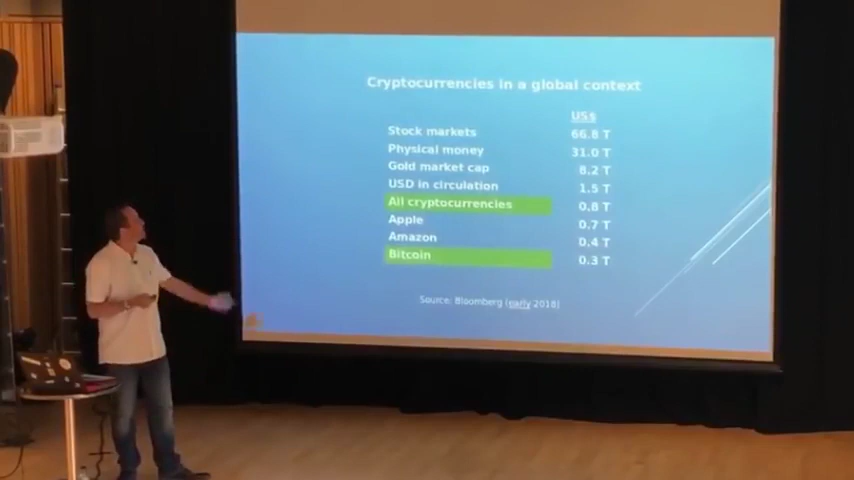 Cryptocurrencies in a global context
US$
Stock markets 66.8 T
Physical money 31.0 T
Gold market cap 8.2 T
USD in circulation 1.5 T
All cryptocurrencies 0.8 T
Apple 0.7 T
Amazon 0.4 T
Bitcoin 0.3 T
Source: Bloomberg (early 2018)